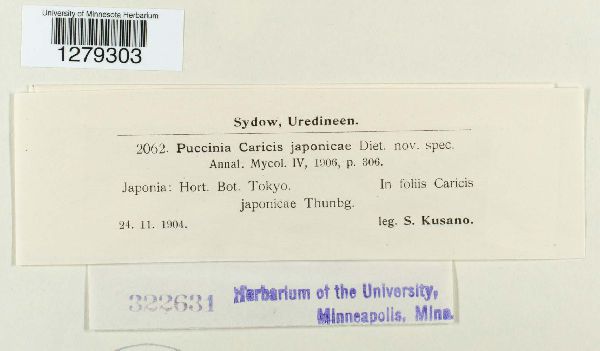 University of Minnesota Herbarium
1279303
Sydow, Uredineen.
2062. Puccinia Caricis japonicae Diet. nov. spec.
Annal. Mycol. IV, 1906, p. 306.
Japonia: Hort. Bot. Tokyo. In foliis Caricis
japonicae Thunbg.
24. 11. 1904. leg. S. Kusano.
322631 Herbarium of the University,
Minneapolis, Minn.